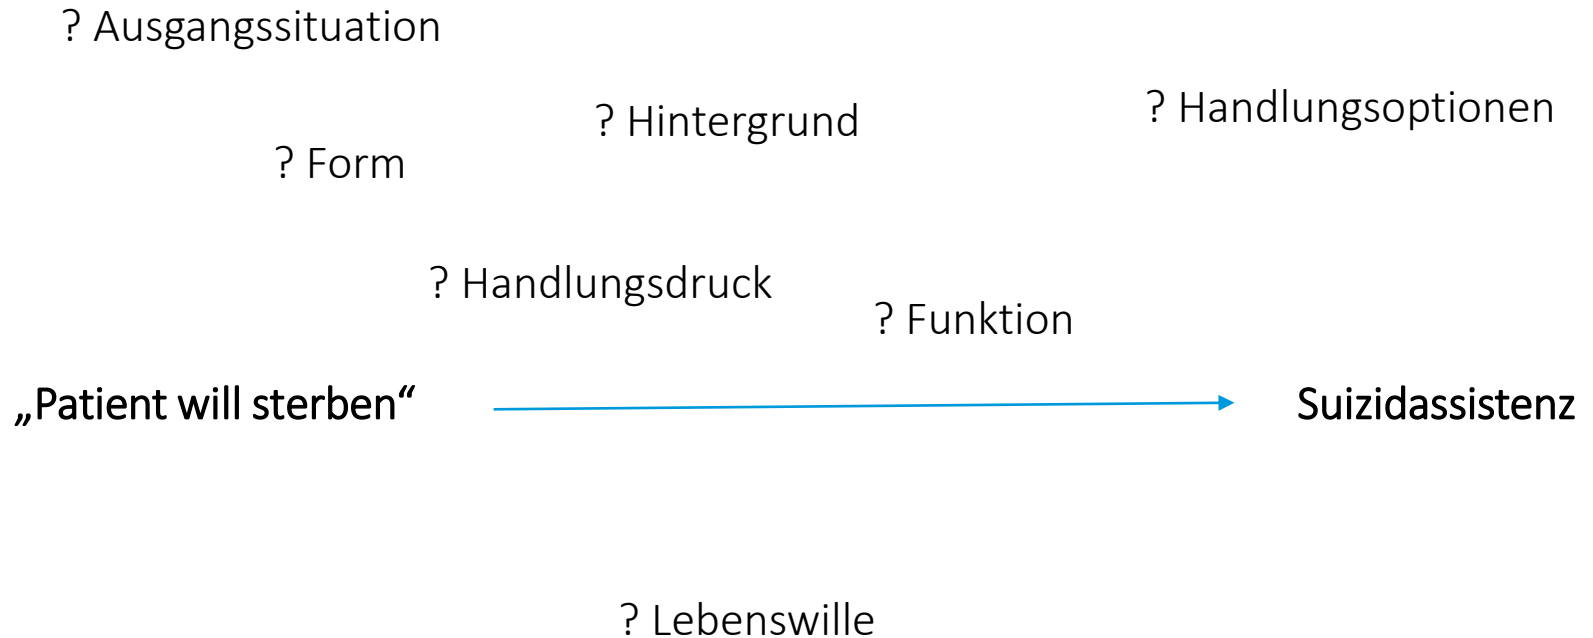 ? Ausgangssituation
? Handlungsoptionen
? Hintergrund
? Form
? Handlungsdruck
? Funktion
„Patient will sterben“
Suizidassistenz
? Lebenswille